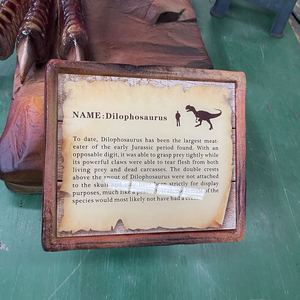 NAME:Dilophosaurus
To date, Dilophosaurus has been the largest meat-
eater of the early Jurassic period found. With an
opposable digit, it was able to grasp prey tightly while
its powerful claws were able to tear flesh from both
living prey and dead carcasses. The double crests
above the snout of Dilophosaurus were not attached
to the skull strictly for display
purposes, much like a if the
species would most likely not have had a